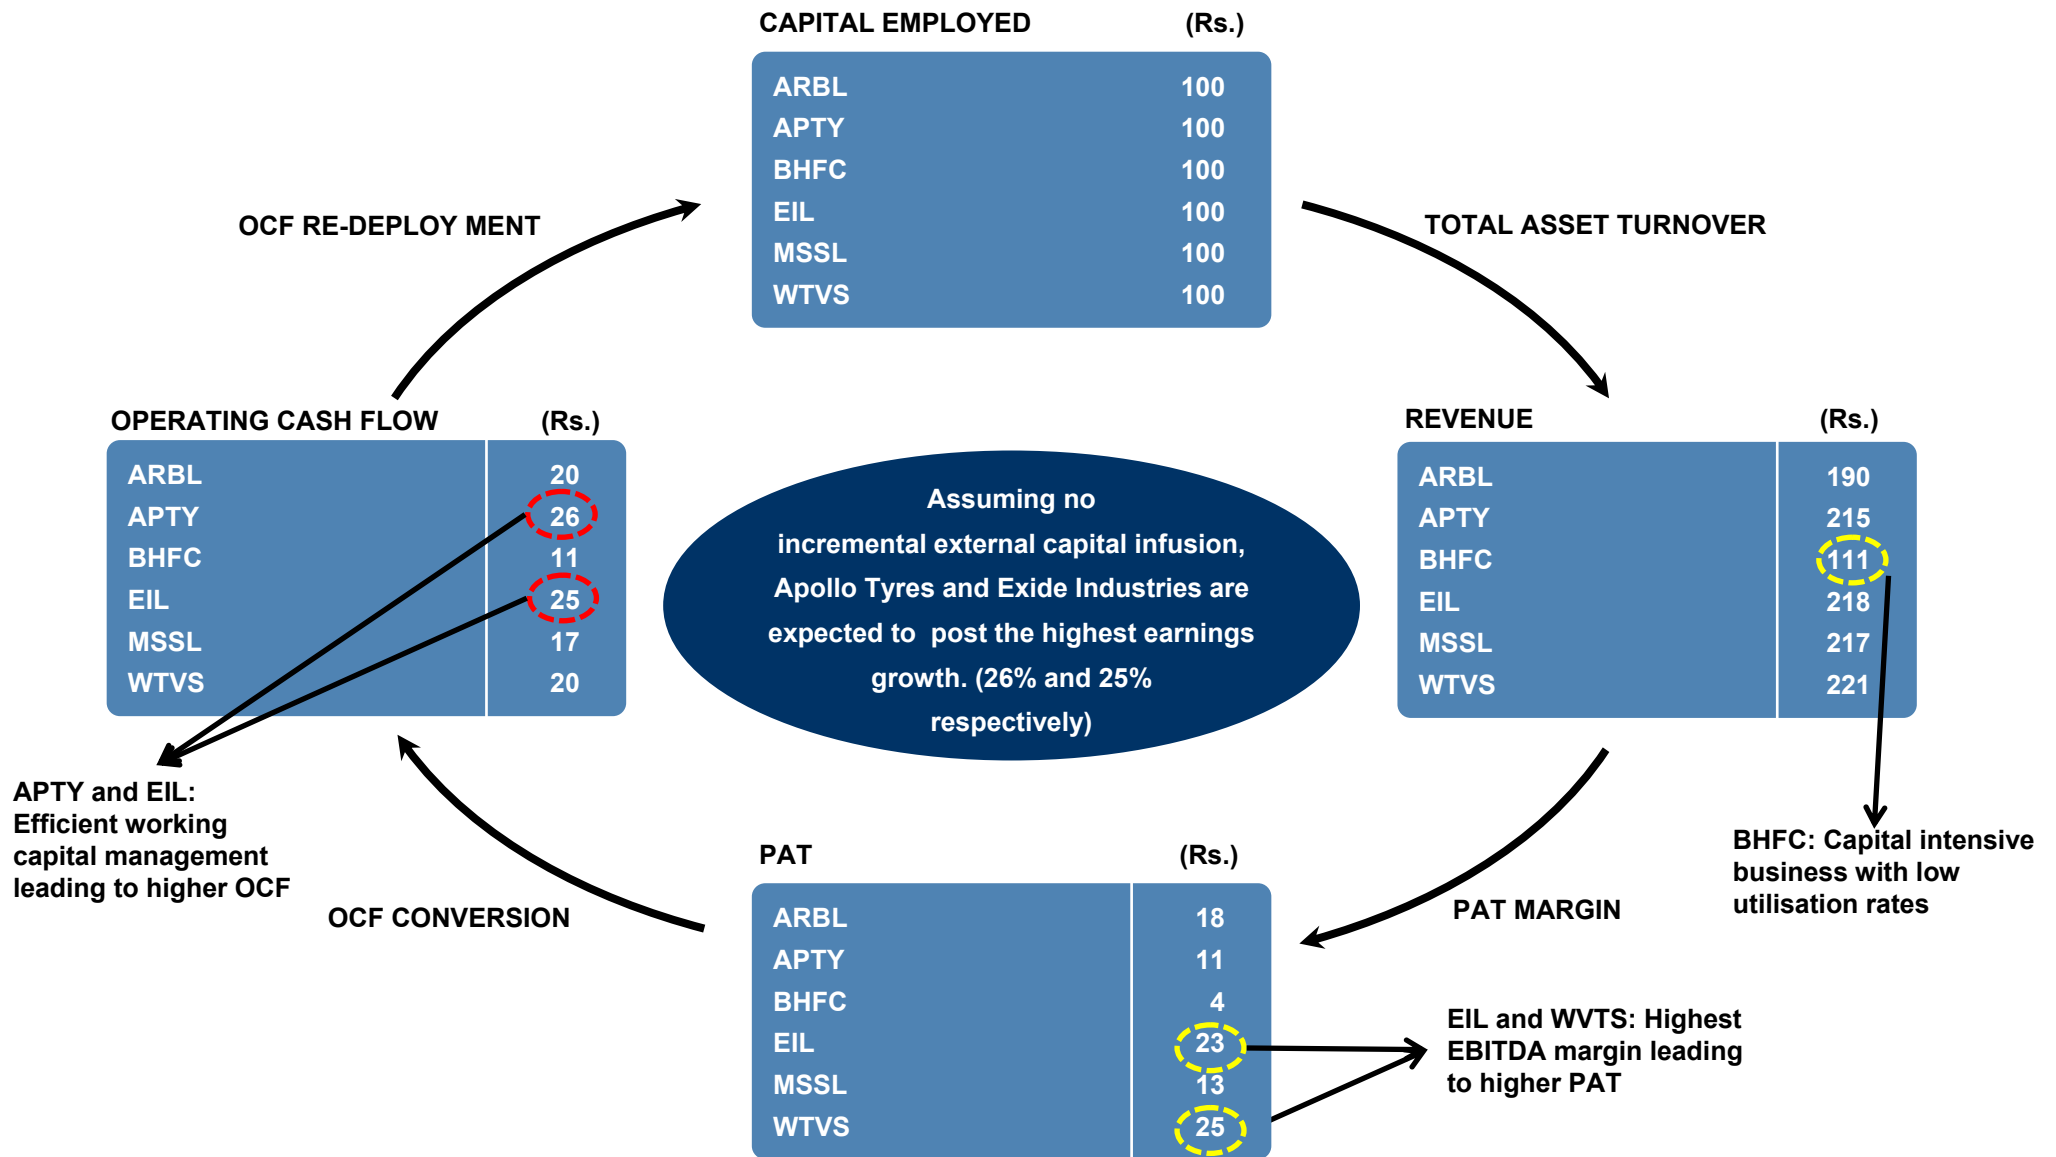 CAPITAL EMPLOYED (Rs.)
ARBL 100
APTY 100
BHFC 100
EIL 100
MSSL 100
WTVS 100
OCF RE-DEPLOY MENT
TOTAL ASSET TURNOVER
OPERATING CASH FLOW (Rs.)
ARBL 20
APTY 26
BHFC 11
EIL 25
MSSL 17
WTVS 20
Assuming no
incremental external capital infusion,
Apollo Tyres and Exide Industries are
expected to post the highest earnings
growth. (26% and 25%
respectively)
REVENUE (Rs.)
ARBL 190
APTY 215
BHFC 111
EIL 218
MSSL 217
WTVS 221
APTY and EIL:
Efficient working
capital management
leading to higher OCF
OCF CONVERSION
PAT (Rs.)
ARBL 18
APTY 11
BHFC 4
EIL 23
MSSL 13
WTVS 25
PAT MARGIN
BHFC: Capital intensive
business with low
utilisation rates
EIL and WVTS: Highest
EBITDA margin leading
to higher PAT